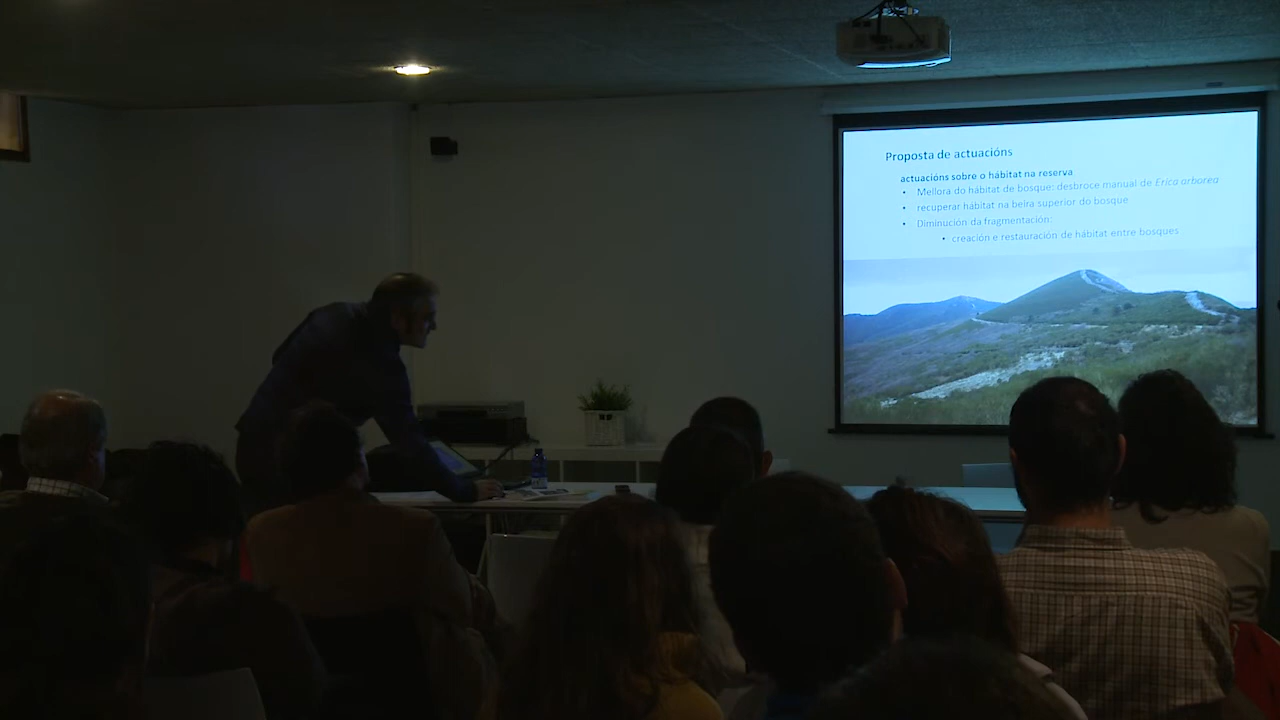 Proposta de actuacións
actuacións sobre o hábitat na reserva
• Mellora do hábitat de bosque: desbroce manual de Erica arborea
• recuperar hábitat na beira superior do bosque
• Diminución da fragmentación:
• creación e restauración de hábitat entre bosques